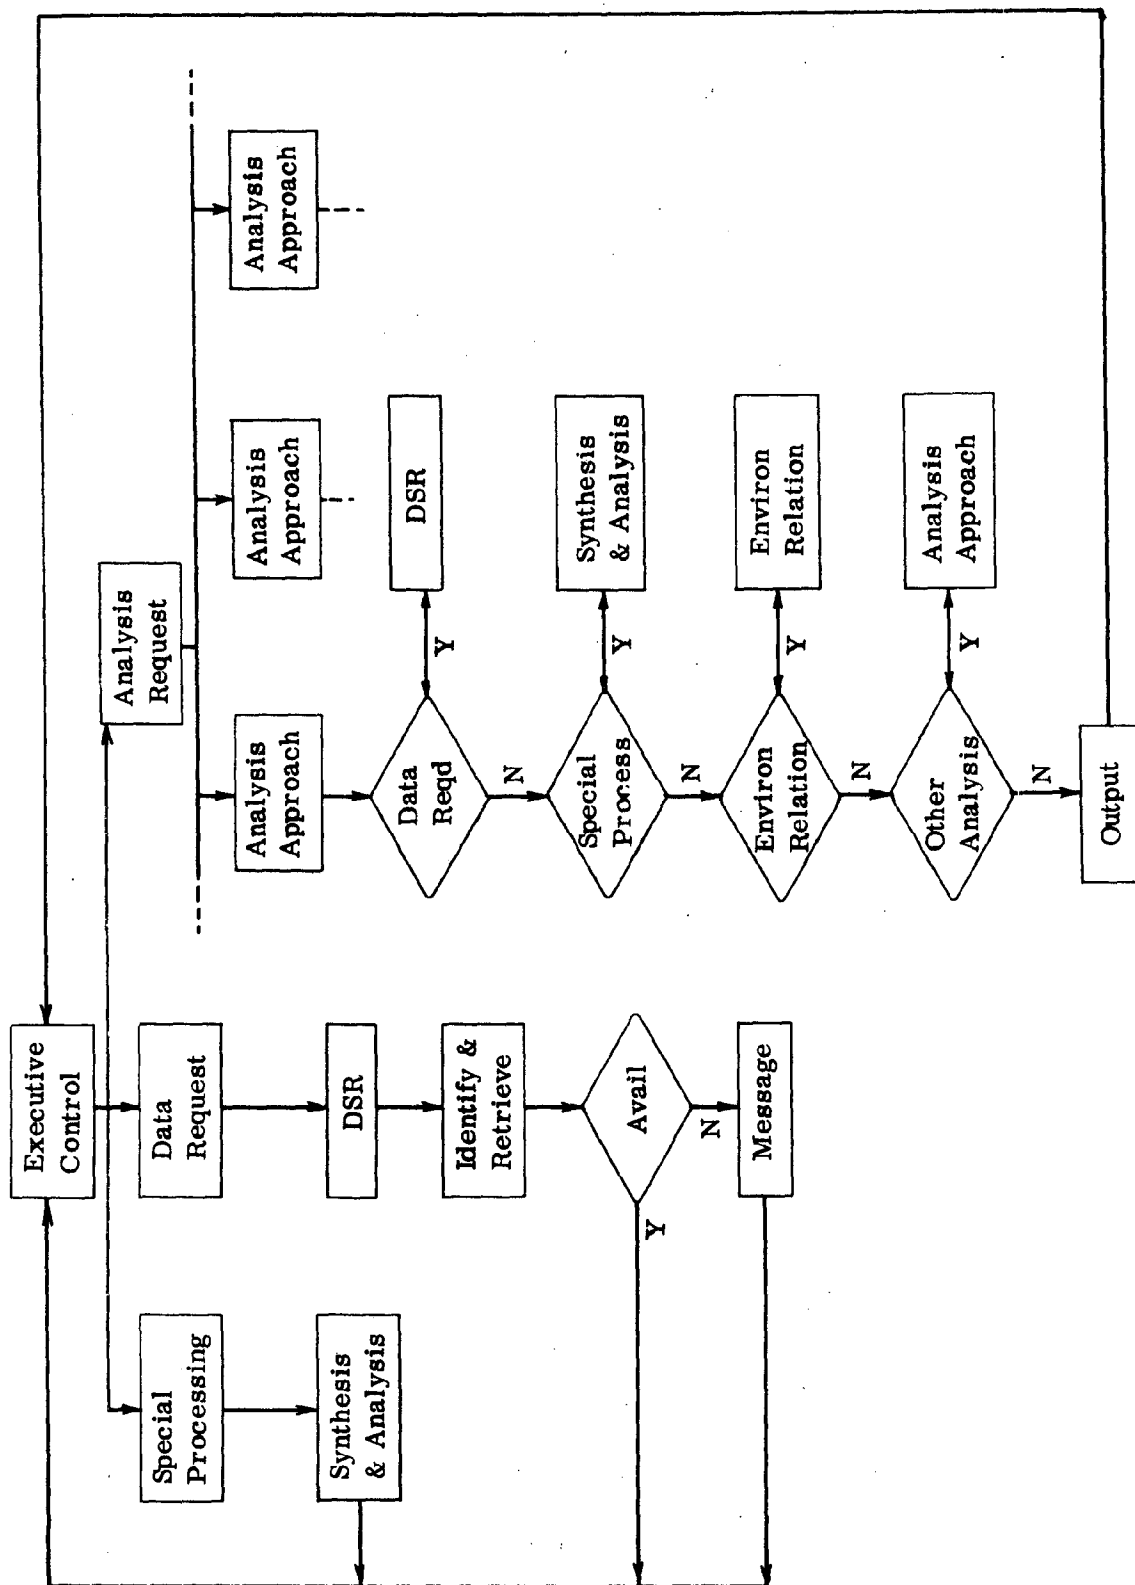 Executive
Control
Special
Processing
Synthesis
& Analysis
Data
Request
DSR
Identify &
Retrieve
Avail
Y
N
Message
Analysis
Request
Analysis
Approach
Analysis
Approach
Analysis
Approach
Data
Reqd
Y
DSR
N
Special
Process
Y
Synthesis
& Analysis
N
Environ
Relation
Y
Environ
Relation
N
Other
Analysis
Y
Analysis
Approach
N
Output